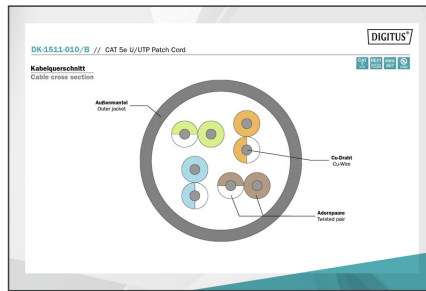 DIGITUS®
DK-1511-010/B // CAT 5e U/UTP Patch Cord
Kabelquerschnitt
Cable cross section
Außenmantel
Outer jacket
Cu-Draht
Cu-Wire
Adernpaare
Twisted pair